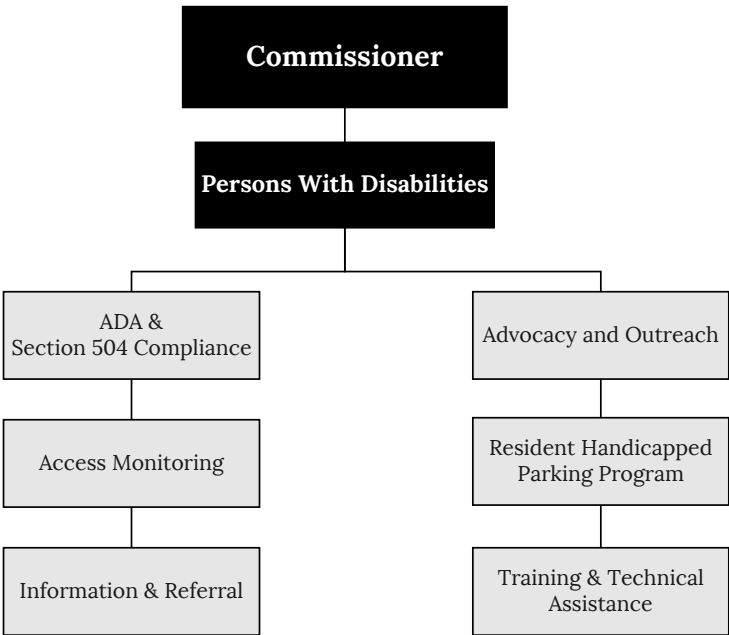 Commissioner
Persons With Disabilities
ADA &
Section 504 Compliance
Access Monitoring
Information & Referral
Advocacy and Outreach
Resident Handicapped
Parking Program
Training & Technical
Assistance